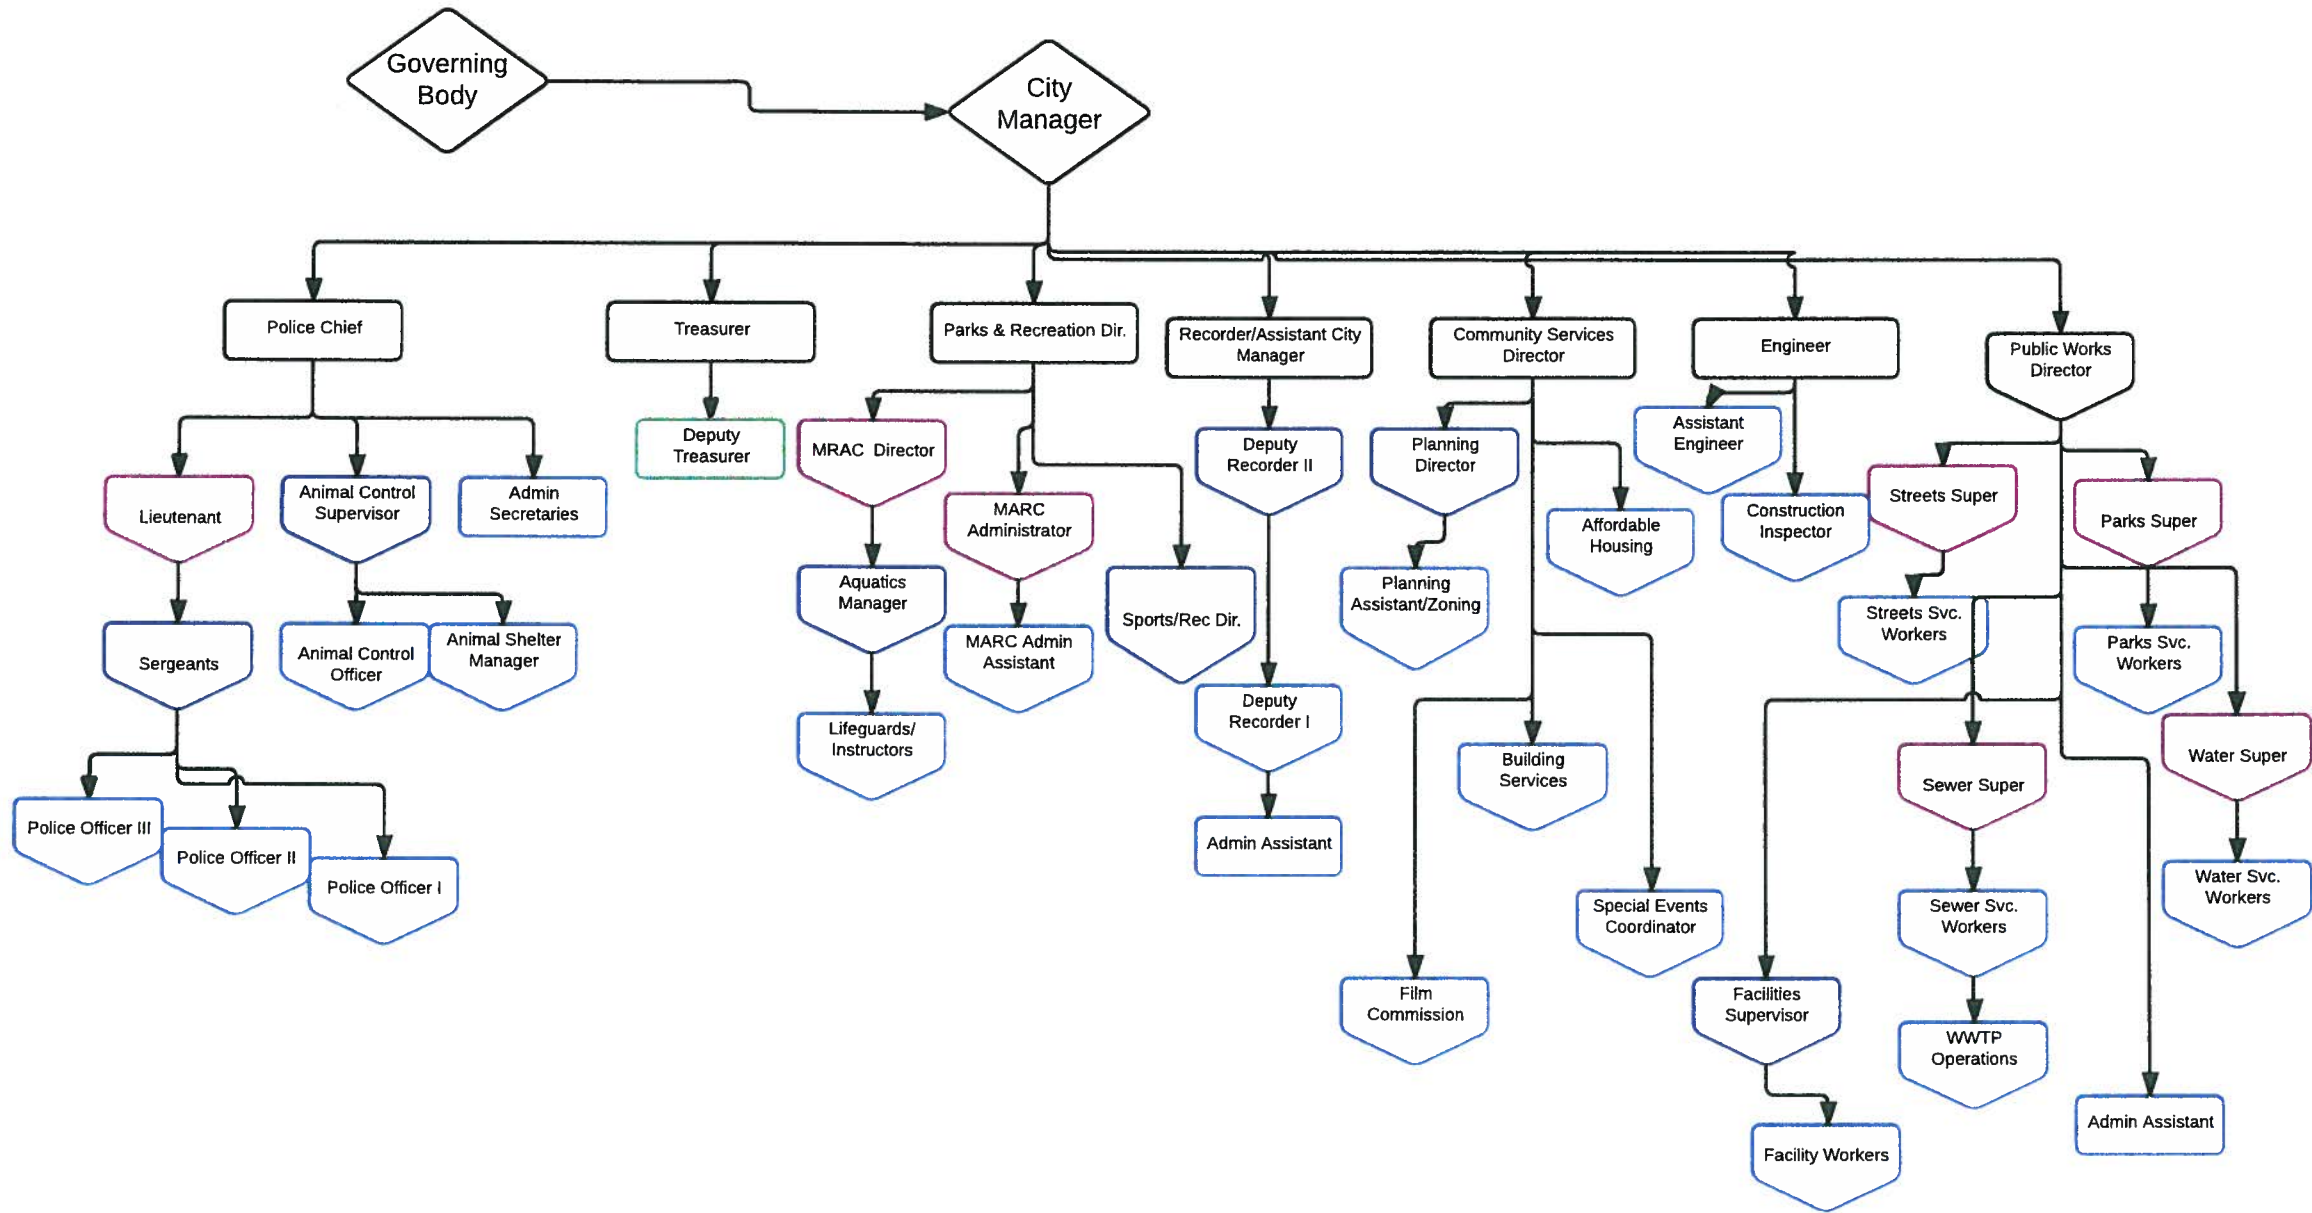 Governing
Body
City
Manager
Police Chief
Treasurer
Parks & Recreation Dir.
Recorder/Assistant City
Manager
Community Services
Director
Engineer
Public Works
Director
Lieutenant
Animal Control
Supervisor
Admin
Secretaries
Deputy
Treasurer
MRAC Director
MARC
Administrator
Deputy
Recorder II
Planning
Director
Affordable
Housing
Assistant
Engineer
Construction
Inspector
Streets Super
Parks Super
Sergeants
Animal Control
Officer
Animal Shelter
Manager
Aquatics
Manager
MARC Admin
Assistant
Sports/Rec Dir.
Planning
Assistant/Zoning
Streets Svc.
Workers
Parks Svc.
Workers
Lifeguards/
Instructors
Deputy
Recorder I
Building
Services
Sewer Super
Water Super
Police Officer III
Police Officer II
Police Officer I
Admin Assistant
Special Events
Coordinator
Sewer Svc.
Workers
Water Svc.
Workers
Film
Commission
Facilities
Supervisor
WWTP
Operations
Admin Assistant
Facility Workers